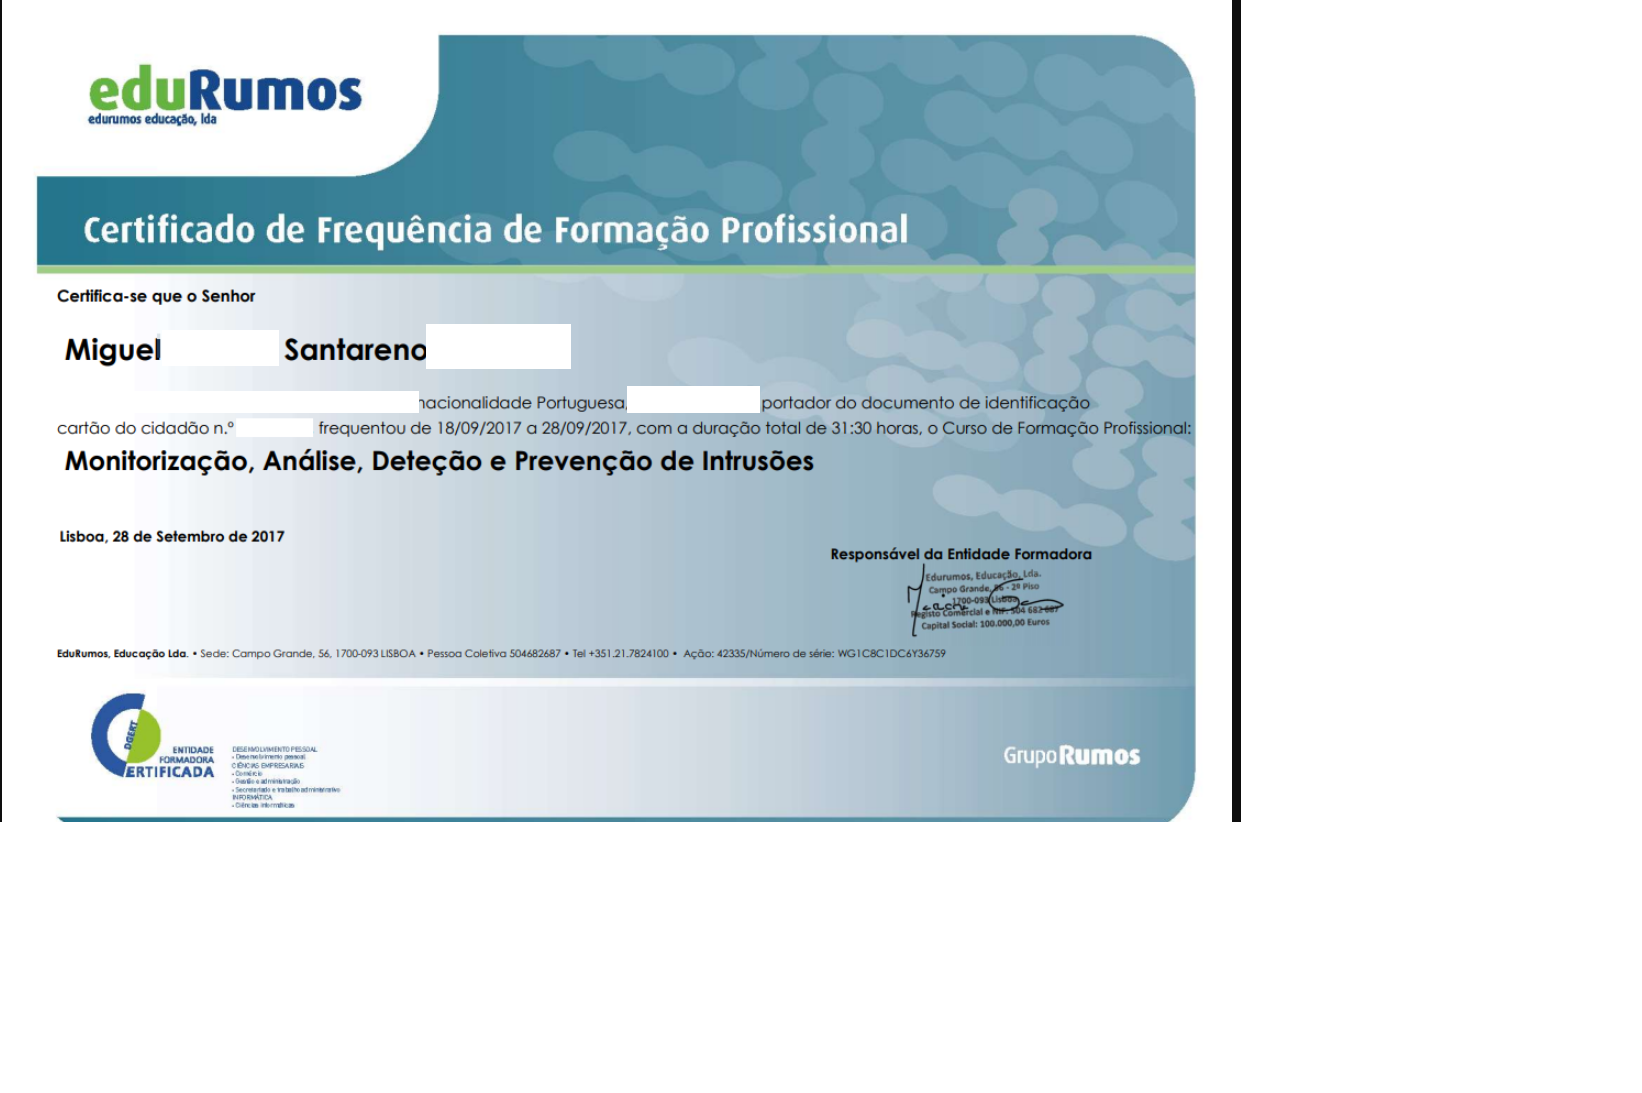 eduRumos
edurumos educação, lda
Certificado de Frequência de Formação Profissional
Certifica-se que o Senhor
Miguel Santareno
nacionalidade Portuguesa, portador do documento de identificação
cartão do cidadão n.º frequentou de 18/09/2017 a 28/09/2017, com a duração total de 31:30 horas, o Curso de Formação Profissional:
Monitorização, Análise, Deteção e Prevenção de Intrusões
Lisboa, 28 de Setembro de 2017
Responsável da Entidade Formadora
Edurumos, Educação, Lda.
Campo Grande, 56 - 2º Piso
1700-093 Lisboa
Registo Comercial e NIF: 504 682 687
Capital Social: 100.000,00 Euros
EduRumos, Educação Lda. • Sede: Campo Grande, 56, 1700-093 LISBOA • Pessoa Coletiva 504682687 • Tel +351.21.7824100 • Ação: 42335/Número de série: WG1C8C1DC6Y36759
DGERT
ENTIDADE
FORMADORA
CERTIFICADA
DESENVOLVIMENTO PESSOAL
- Desenvolvimento pessoal
CIÊNCIAS EMPRESARIAIS
- Comércio
- Gestão e administração
- Secretariado e trabalho administrativo
INFORMÁTICA
- Ciências informáticas
GrupoRumos